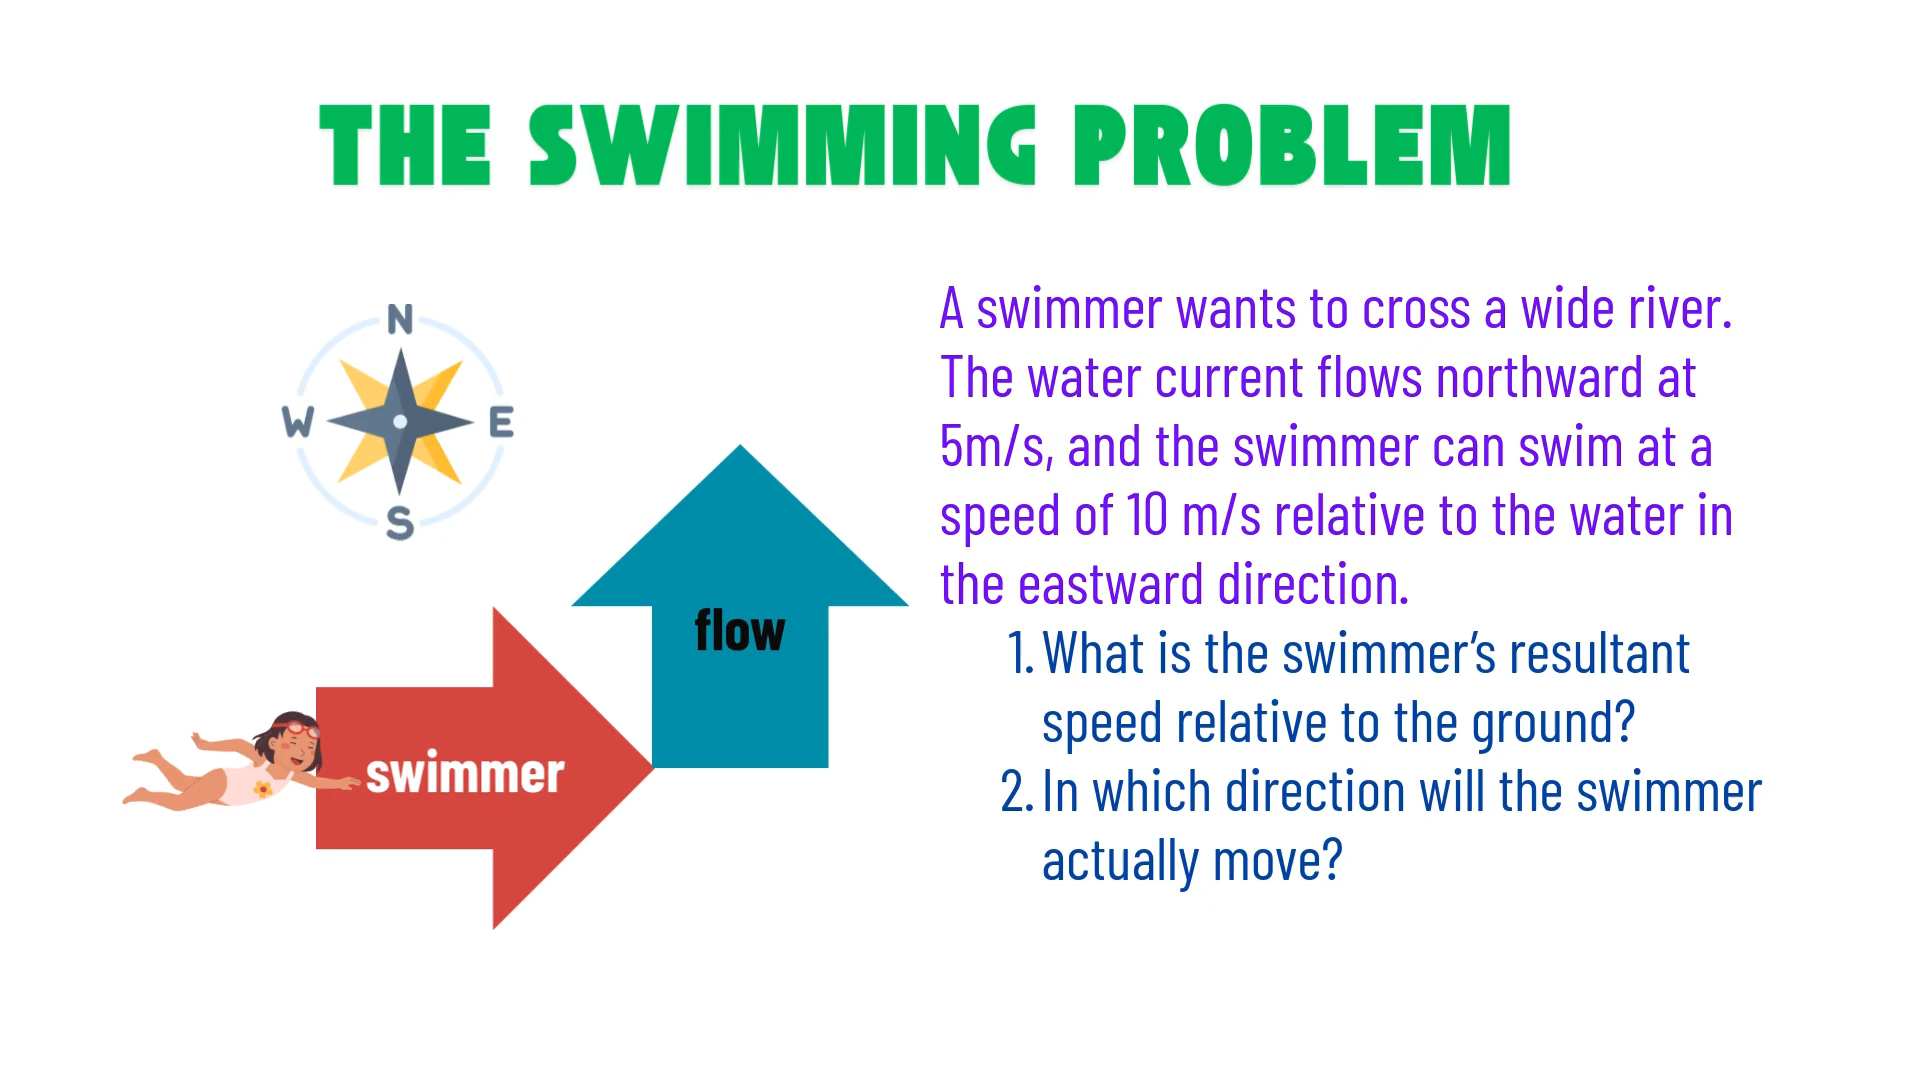 THE SWIMMING PROBLEM
N
W
E
S
flow
swimmer
A swimmer wants to cross a wide river.
The water current flows northward at
5m/s, and the swimmer can swim at a
speed of 10 m/s relative to the water in
the eastward direction.
1. What is the swimmer’s resultant
speed relative to the ground?
2. In which direction will the swimmer
actually move?